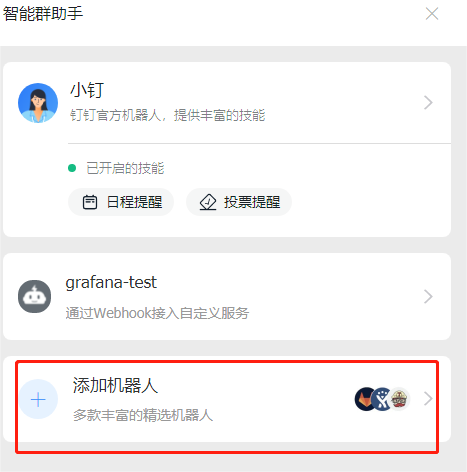 智能群助手
小钉
钉钉官方机器人，提供丰富的技能
已开启的技能
日程提醒
投票提醒
grafana-test
通过Webhook接入自定义服务
添加机器人
多款丰富的精选机器人